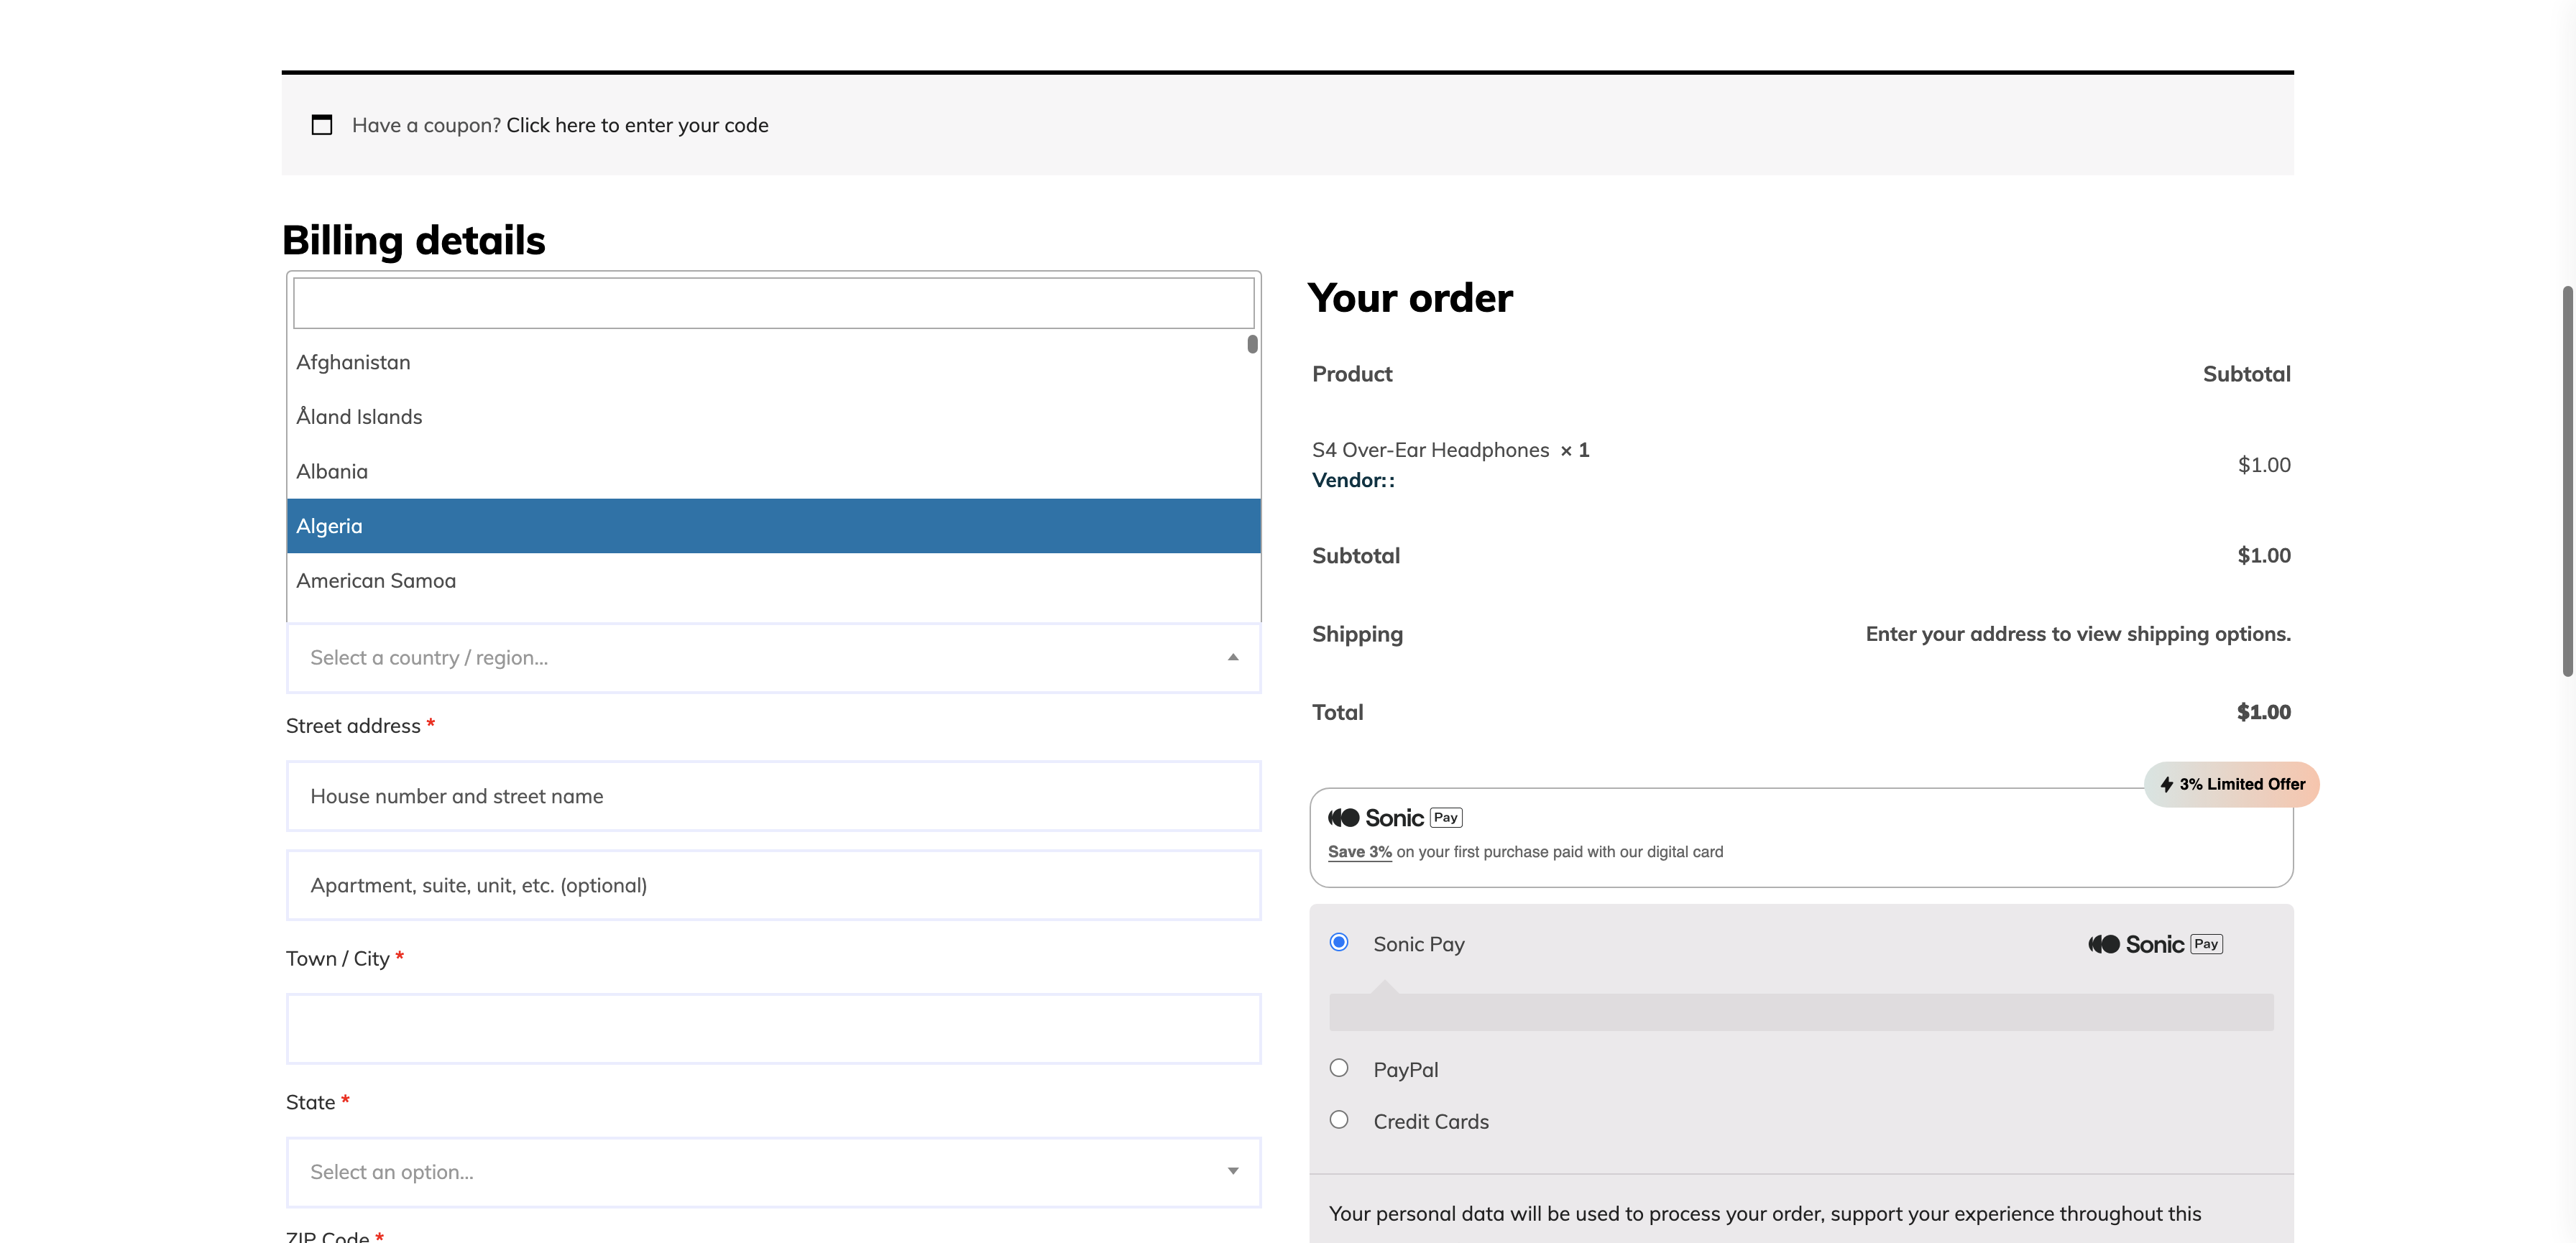 Have a coupon? Click here to enter your code
Billing details
Afghanistan
Åland Islands
Albania
Algeria
American Samoa
Select a country / region...
Street address *
House number and street name
Apartment, suite, unit, etc. (optional)
Town / City *
State *
Select an option...
ZIP Code *
Your order
Product Subtotal
S4 Over-Ear Headphones × 1 $1.00
Vendor::
Subtotal $1.00
Shipping Enter your address to view shipping options.
Total $1.00
3% Limited Offer
Sonic Pay
Save 3% on your first purchase paid with our digital card
Sonic Pay Sonic Pay
PayPal
Credit Cards
Your personal data will be used to process your order, support your experience throughout this